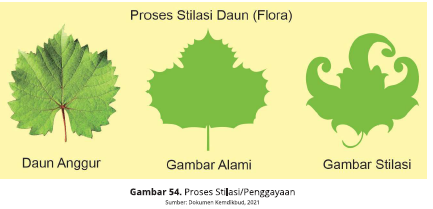 Proses Stilasi Daun (Flora)
Daun Anggur
Gambar Alami
Gambar Stilasi
Gambar 54. Proses Stilasi/Penggayaan
Sumber: Dokumen Kemdikbud, 2021